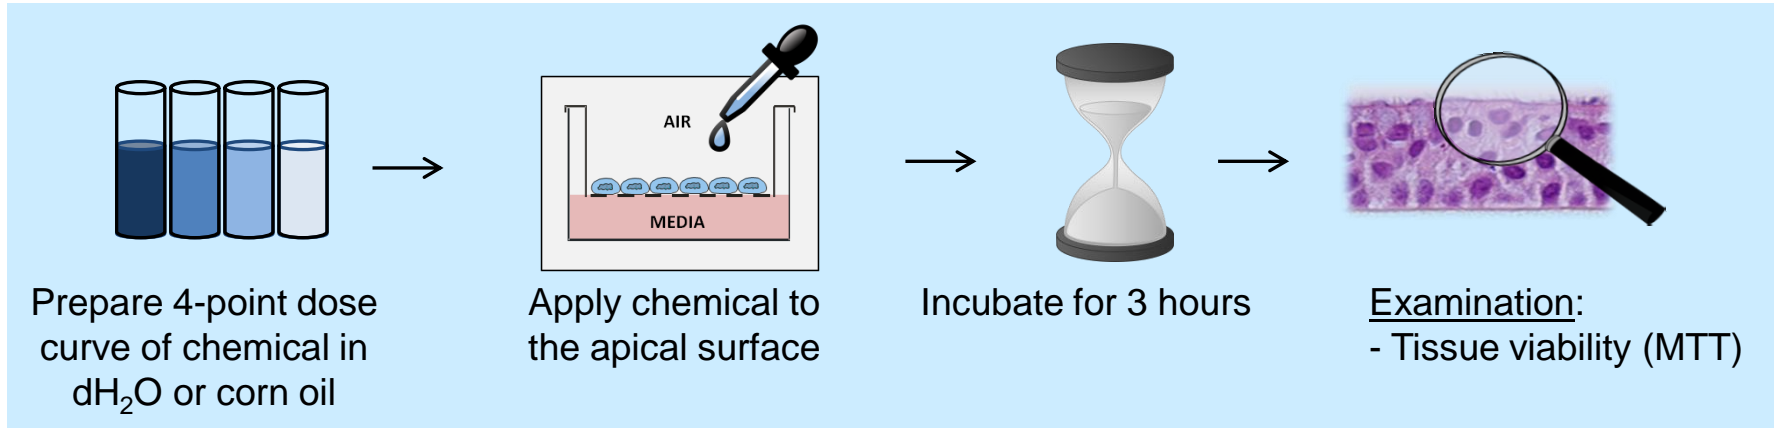 AIR
MEDIA
Prepare 4-point dose
curve of chemical in
dH₂O or corn oil
Apply chemical to
the apical surface
Incubate for 3 hours
Examination:
- Tissue viability (MTT)